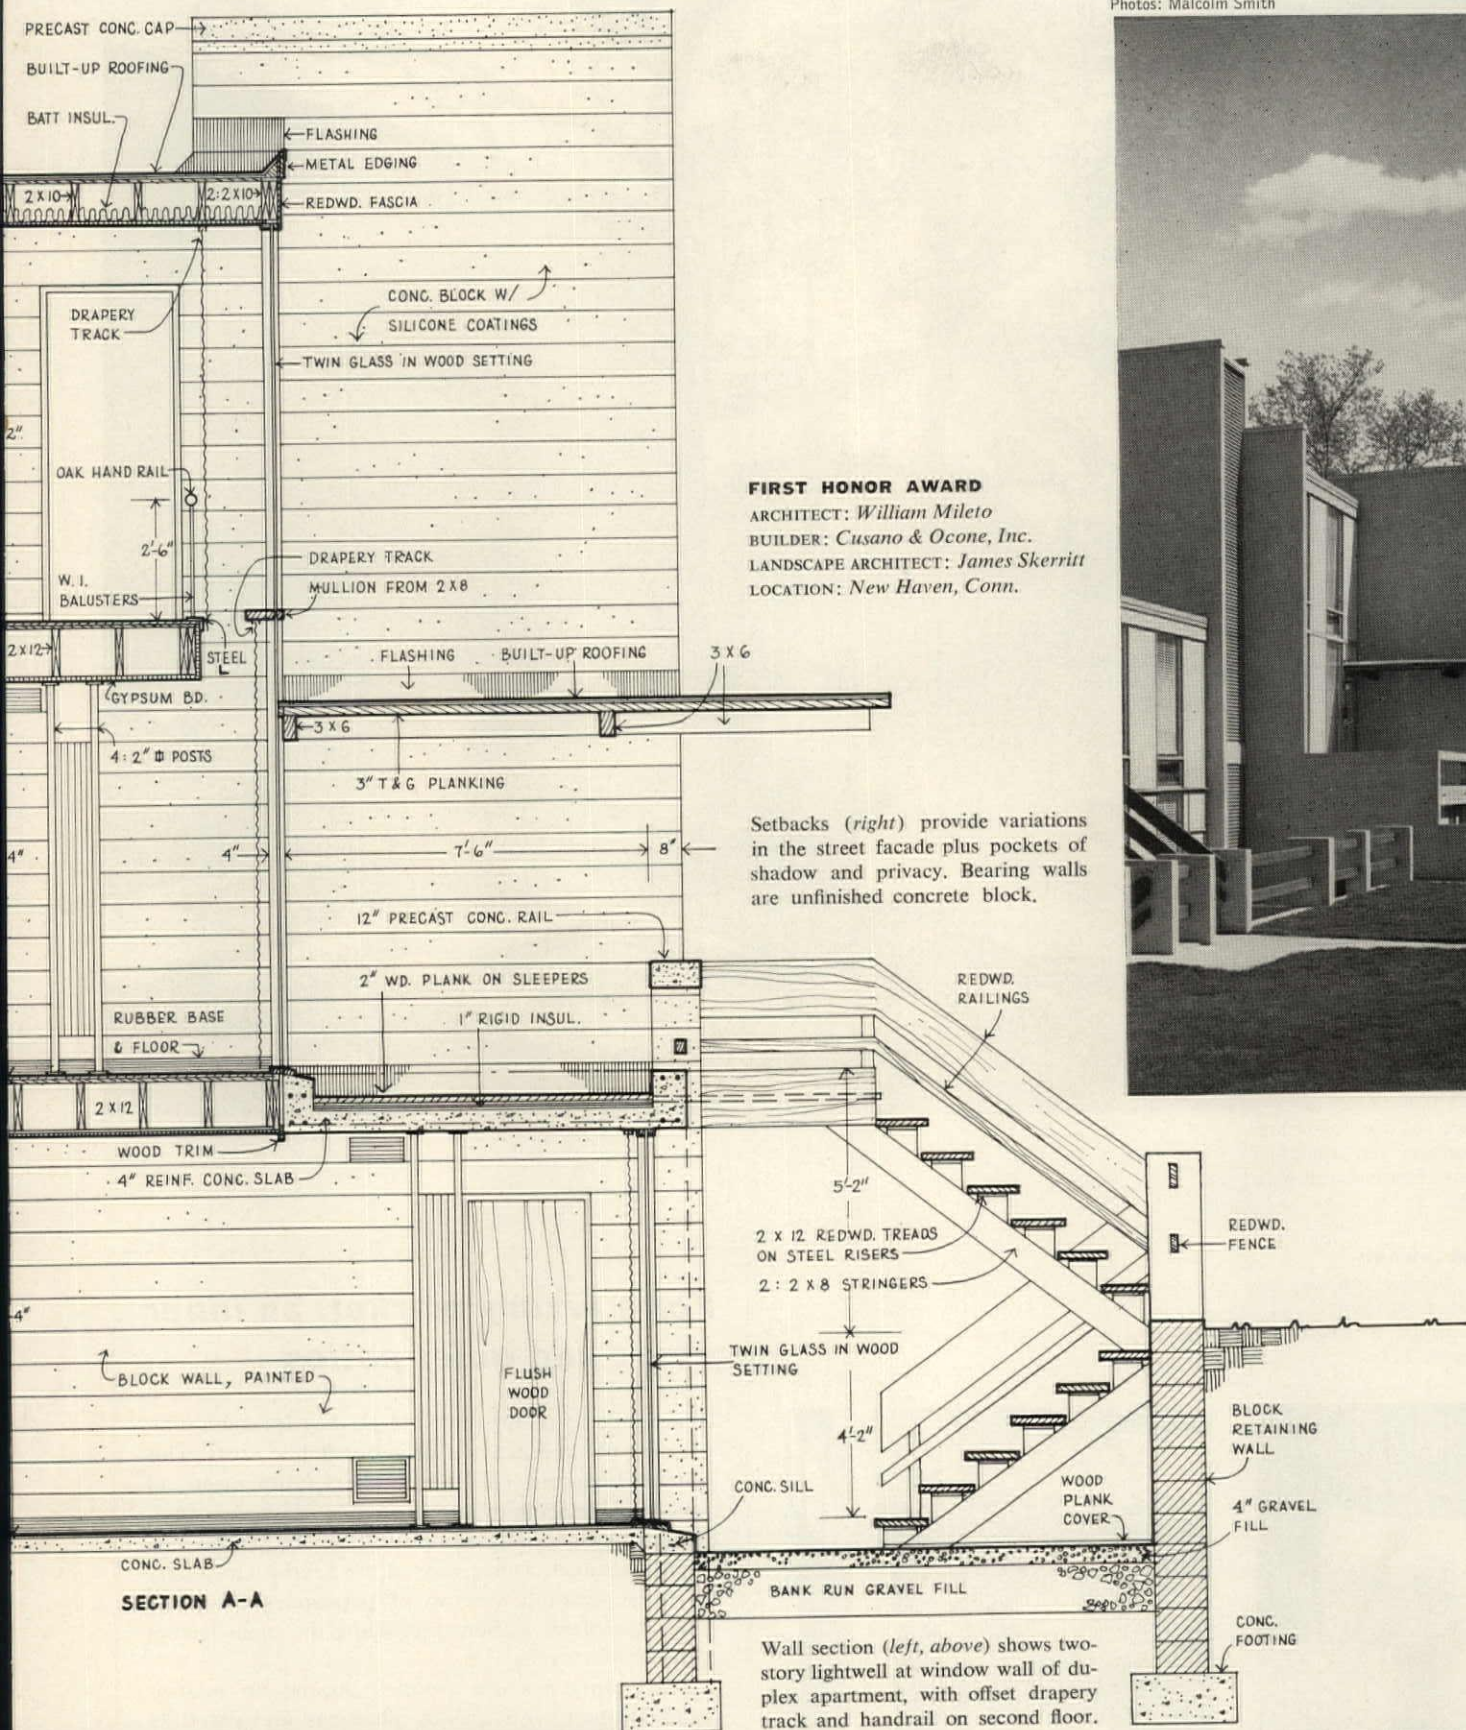 Photos: Malcolm Smith
PRECAST CONC. CAP
BUILT-UP ROOFING
BATT INSUL.
FLASHING
METAL EDGING
2 X 10
2:2X10
REDWD. FASCIA
DRAPERY
TRACK
CONC. BLOCK W/
SILICONE COATINGS
TWIN GLASS IN WOOD SETTING
2"
OAK HAND RAIL
2'-6"
W.I.
BALUSTERS
DRAPERY TRACK
MULLION FROM 2X8
2X12
STEEL
L
GYPSUM BD.
FLASHING
BUILT-UP ROOFING
3 X 6
3 X 6
4:2" POSTS
3" T & G PLANKING
FIRST HONOR AWARD
ARCHITECT: William Mileto
BUILDER: Cusano & Ocone, Inc.
LANDSCAPE ARCHITECT: James Skerritt
LOCATION: New Haven, Conn.
Setbacks (right) provide variations
in the street facade plus pockets of
shadow and privacy. Bearing walls
are unfinished concrete block.
4"
4"
7'-6"
8"
12" PRECAST CONC. RAIL
2" WD. PLANK ON SLEEPERS
1" RIGID INSUL.
RUBBER BASE
& FLOOR
REDWD.
RAILINGS
2 X 12
WOOD TRIM
4" REINF. CONC. SLAB
5'-2"
2 X 12 REDWD. TREADS
ON STEEL RISERS
2 : 2 X 8 STRINGERS
REDWD.
FENCE
4"
BLOCK WALL, PAINTED
FLUSH
WOOD
DOOR
TWIN GLASS IN WOOD
SETTING
4'-2"
BLOCK
RETAINING
WALL
CONC. SILL
WOOD
PLANK
COVER
4" GRAVEL
FILL
CONC. SLAB
BANK RUN GRAVEL FILL
SECTION A-A
CONC.
FOOTING
Wall section (left, above) shows two-
story lightwell at window wall of du-
plex apartment, with offset drapery
track and handrail on second floor.